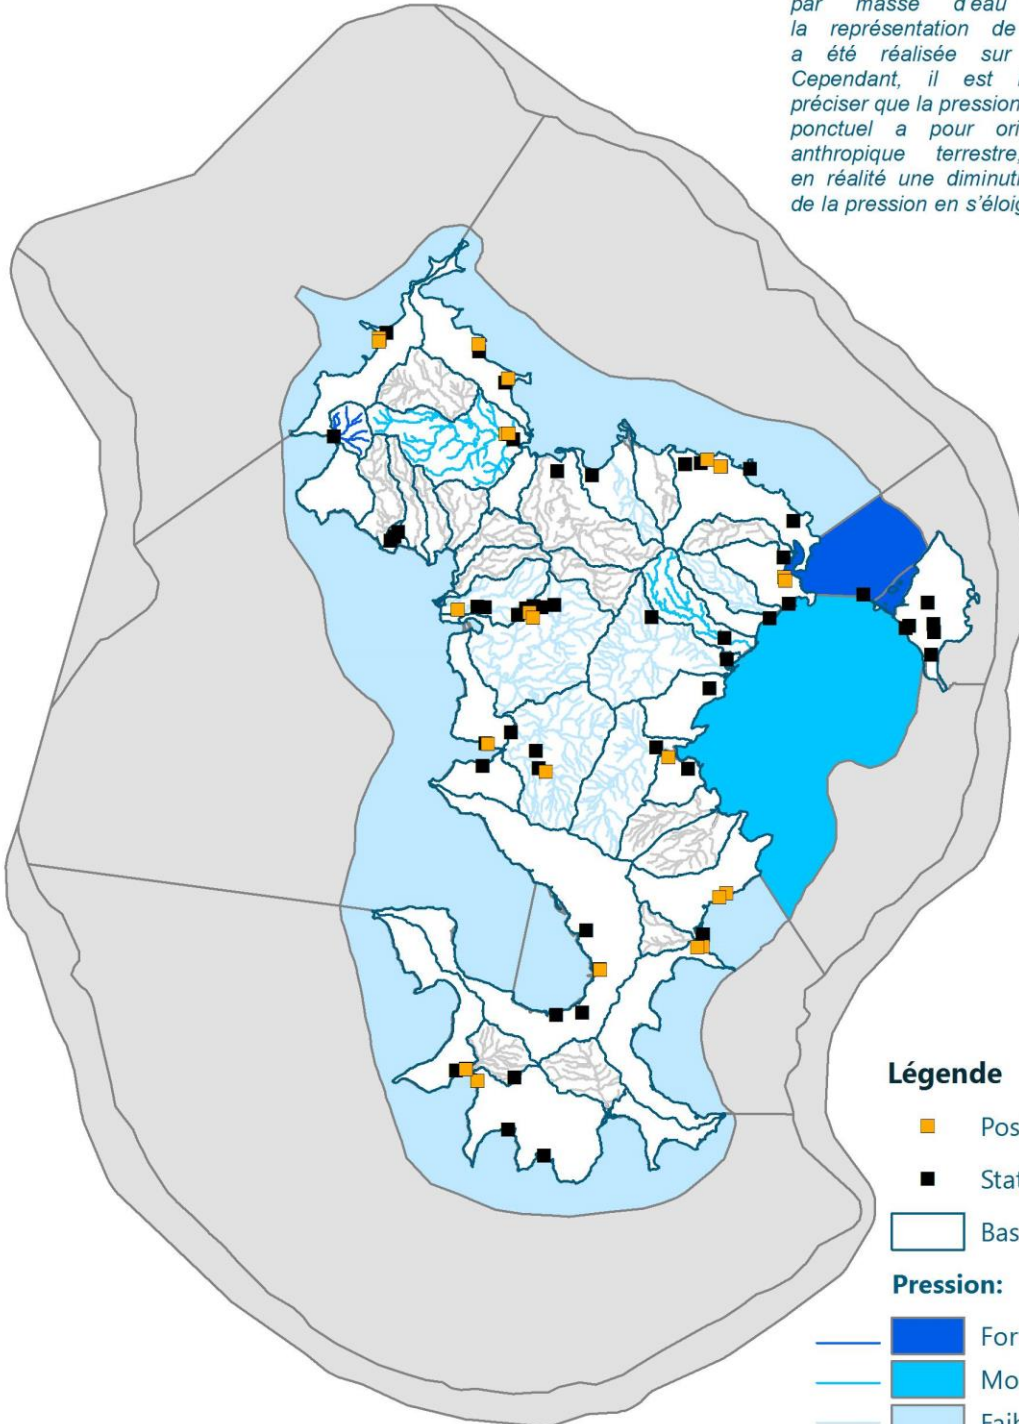 par masse d'eau
la représentation de
a été réalisée sur
Cependant, il est
préciser que la pression
ponctuel a pour ori
anthropique terrestre,
en réalité une diminuti
de la pression en s'éloig
Légende
Pos
Stat
Bas
Pression:
For
Mo
Faib